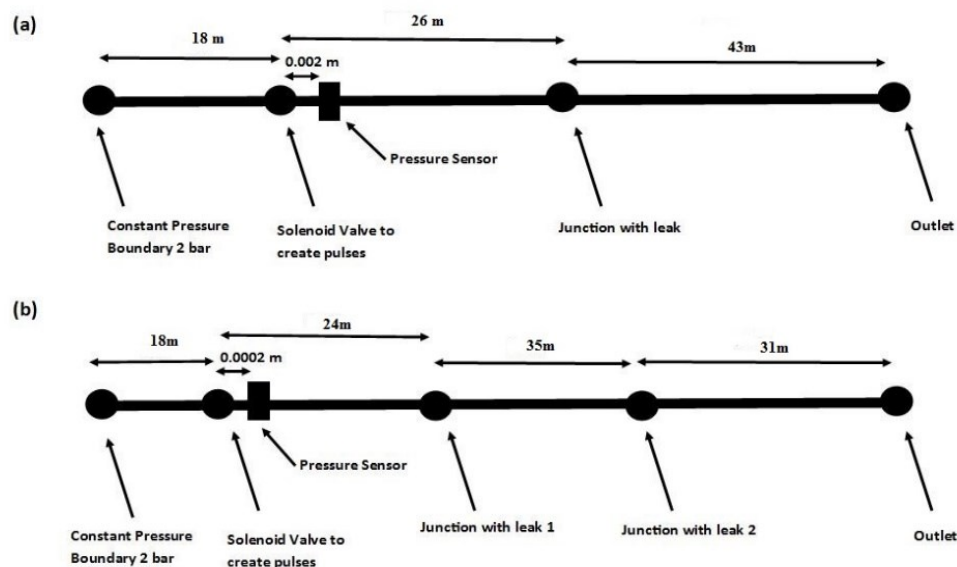 (a)
26 m
18 m
43m
0.002 m
Pressure Sensor
Constant Pressure
Boundary 2 bar
Solenoid Valve to
create pulses
Junction with leak
Outlet
(b)
24m
18m
0.0002 m
35m
31m
Pressure Sensor
Constant Pressure
Boundary 2 bar
Solenoid Valve to
create pulses
Junction with leak 1
Junction with leak 2
Outlet